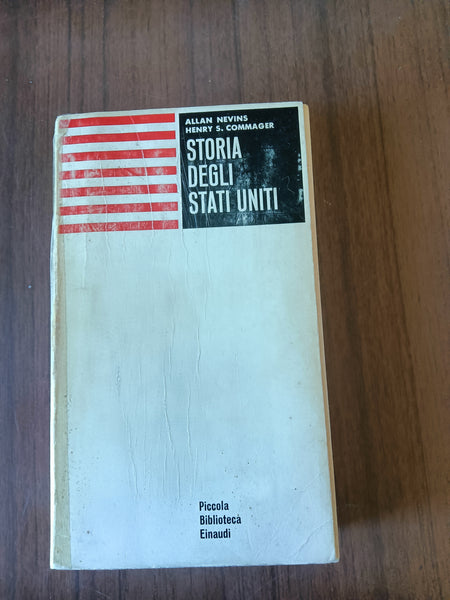 ALLAN NEVINS
HENRY S. COMMAGER
STORIA
DEGLI
STATI UNITI
Piccola
Biblioteca
Einaudi